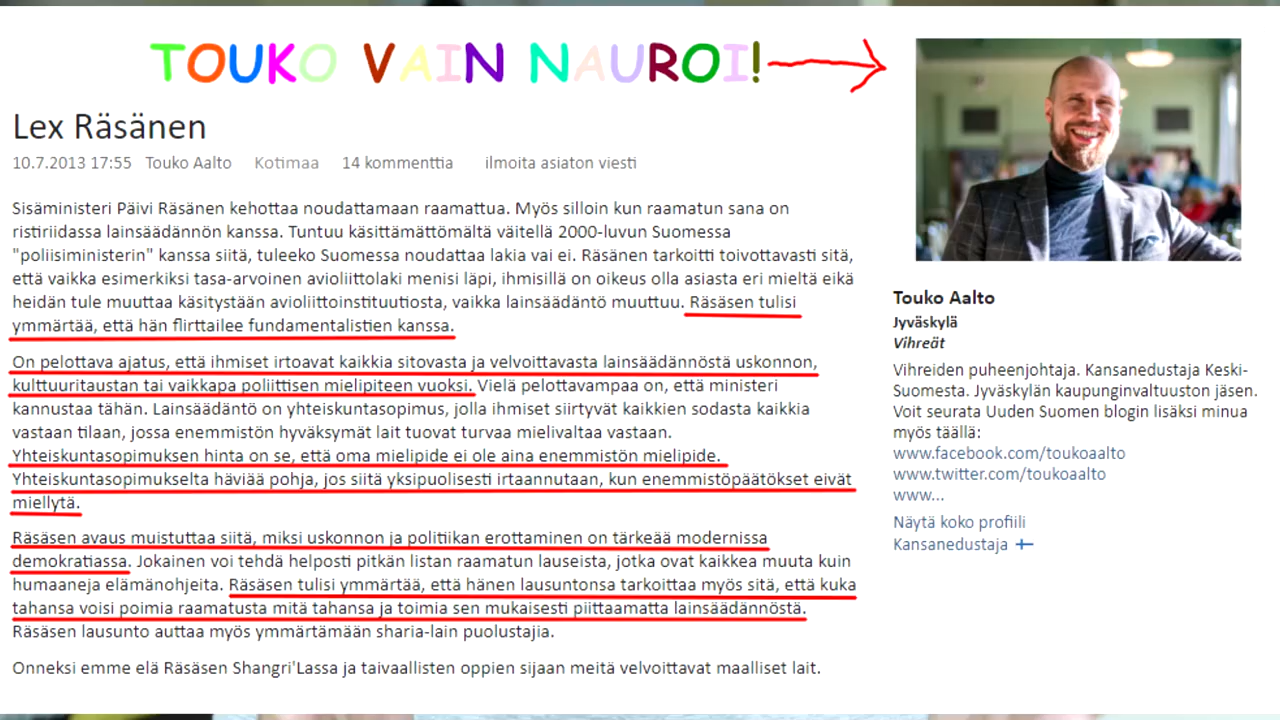 TOUKO VAIN NAUROI!
Lex Räsänen
10.7.2013 17:55 Touko Aalto Kotimaa 14 kommenttia ilmoita asiaton viesti
Sisäministeri Päivi Räsänen kehottaa noudattamaan raamattua. Myös silloin kun raamatun sana on
ristiriidassa lainsäädännön kanssa. Tuntuu käsittämättömältä väitellä 2000-luvun Suomessa
"poliisiministerin" kanssa siitä, tuleeko Suomessa noudattaa lakia vai ei. Räsänen tarkoitti toivottavasti sitä,
että vaikka esimerkiksi tasa-arvoinen avioliittolaki menisi läpi, ihmisillä on oikeus olla asiasta eri mieltä eikä
heidän tule muuttaa käsitystään avioliittoinstituutiosta, vaikka lainsäädäntö muuttuu. Räsäsen tulisi
ymmärtää, että hän flirttailee fundamentalistien kanssa.
On pelottava ajatus, että ihmiset irtoavat kaikkia sitovasta ja velvoittavasta lainsäädännöstä uskonnon,
kulttuuritaustan tai vaikkapa poliittisen mielipiteen vuoksi. Vielä pelottavampaa on, että ministeri
kannustaa tähän. Lainsäädäntö on yhteiskuntasopimus, jolla ihmiset siirtyvät kaikkien sodasta kaikkia
vastaan tilaan, jossa enemmistön hyväksymät lait tuovat turvaa mielivaltaa vastaan.
Yhteiskuntasopimuksen hinta on se, että oma mielipide ei ole aina enemmistön mielipide.
Yhteiskuntasopimukselta häviää pohja, jos siitä yksipuolisesti irtaannutaan, kun enemmistöpäätökset eivät
miellytä.
Räsäsen avaus muistuttaa siitä, miksi uskonnon ja politiikan erottaminen on tärkeää modernissa
demokratiassa. Jokainen voi tehdä helposti pitkän listan raamatun lauseista, jotka ovat kaikkea muuta kuin
humaaneja elämänohjeita. Räsäsen tulisi ymmärtää, että hänen lausuntonsa tarkoittaa myös sitä, että kuka
tahansa voisi poimia raamatusta mitä tahansa ja toimia sen mukaisesti piittaamatta lainsäädännöstä.
Räsäsen lausunto auttaa myös ymmärtämään sharia-lain puolustajia.
Onneksi emme elä Räsäsen Shangri'Lassa ja taivaallisten oppien sijaan meitä velvoittavat maalliset lait.
Touko Aalto
Jyväskylä
Vihreät
Vihreiden puheenjohtaja. Kansanedustaja Keski-
Suomesta. Jyväskylän kaupunginvaltuuston jäsen.
Voit seurata Uuden Suomen blogin lisäksi minua
myös täällä:
www.facebook.com/toukoaalto
www.twitter.com/toukoaalto
www...
Näytä koko profiili
Kansanedustaja